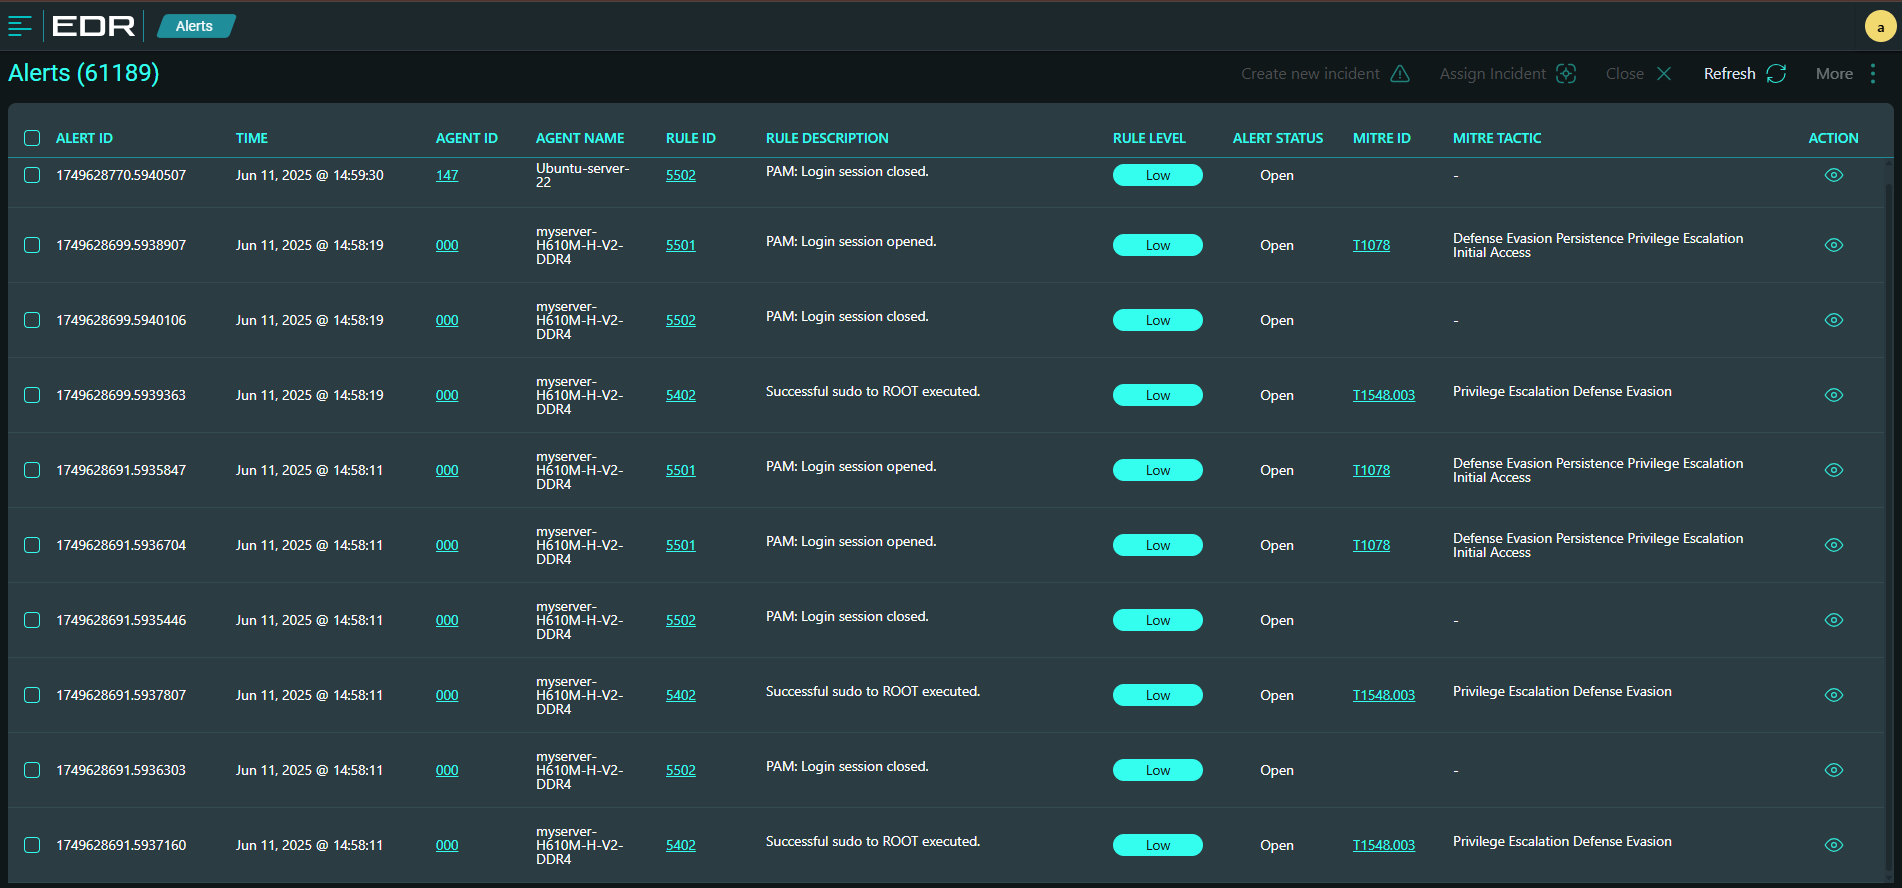 EDR Alerts a
Alerts (61189) Create new incident Assign Incident Close Refresh More
ALERT ID TIME AGENT ID AGENT NAME RULE ID RULE DESCRIPTION RULE LEVEL ALERT STATUS MITRE ID MITRE TACTIC ACTION
1749628770.5940507 Jun 11, 2025 @ 14:59:30 147 Ubuntu-server-
22 5502 PAM: Login session closed. Low Open -
1749628699.5938907 Jun 11, 2025 @ 14:58:19 000 myserver-
H610M-H-V2-
DDR4 5501 PAM: Login session opened. Low Open T1078 Defense Evasion Persistence Privilege Escalation
Initial Access
1749628699.5940106 Jun 11, 2025 @ 14:58:19 000 myserver-
H610M-H-V2-
DDR4 5502 PAM: Login session closed. Low Open -
1749628699.5939363 Jun 11, 2025 @ 14:58:19 000 myserver-
H610M-H-V2-
DDR4 5402 Successful sudo to ROOT executed. Low Open T1548.003 Privilege Escalation Defense Evasion
1749628691.5935847 Jun 11, 2025 @ 14:58:11 000 myserver-
H610M-H-V2-
DDR4 5501 PAM: Login session opened. Low Open T1078 Defense Evasion Persistence Privilege Escalation
Initial Access
1749628691.5936704 Jun 11, 2025 @ 14:58:11 000 myserver-
H610M-H-V2-
DDR4 5501 PAM: Login session opened. Low Open T1078 Defense Evasion Persistence Privilege Escalation
Initial Access
1749628691.5935446 Jun 11, 2025 @ 14:58:11 000 myserver-
H610M-H-V2-
DDR4 5502 PAM: Login session closed. Low Open -
1749628691.5937807 Jun 11, 2025 @ 14:58:11 000 myserver-
H610M-H-V2-
DDR4 5402 Successful sudo to ROOT executed. Low Open T1548.003 Privilege Escalation Defense Evasion
1749628691.5936303 Jun 11, 2025 @ 14:58:11 000 myserver-
H610M-H-V2-
DDR4 5502 PAM: Login session closed. Low Open -
1749628691.5937160 Jun 11, 2025 @ 14:58:11 000 myserver-
H610M-H-V2-
DDR4 5402 Successful sudo to ROOT executed. Low Open T1548.003 Privilege Escalation Defense Evasion